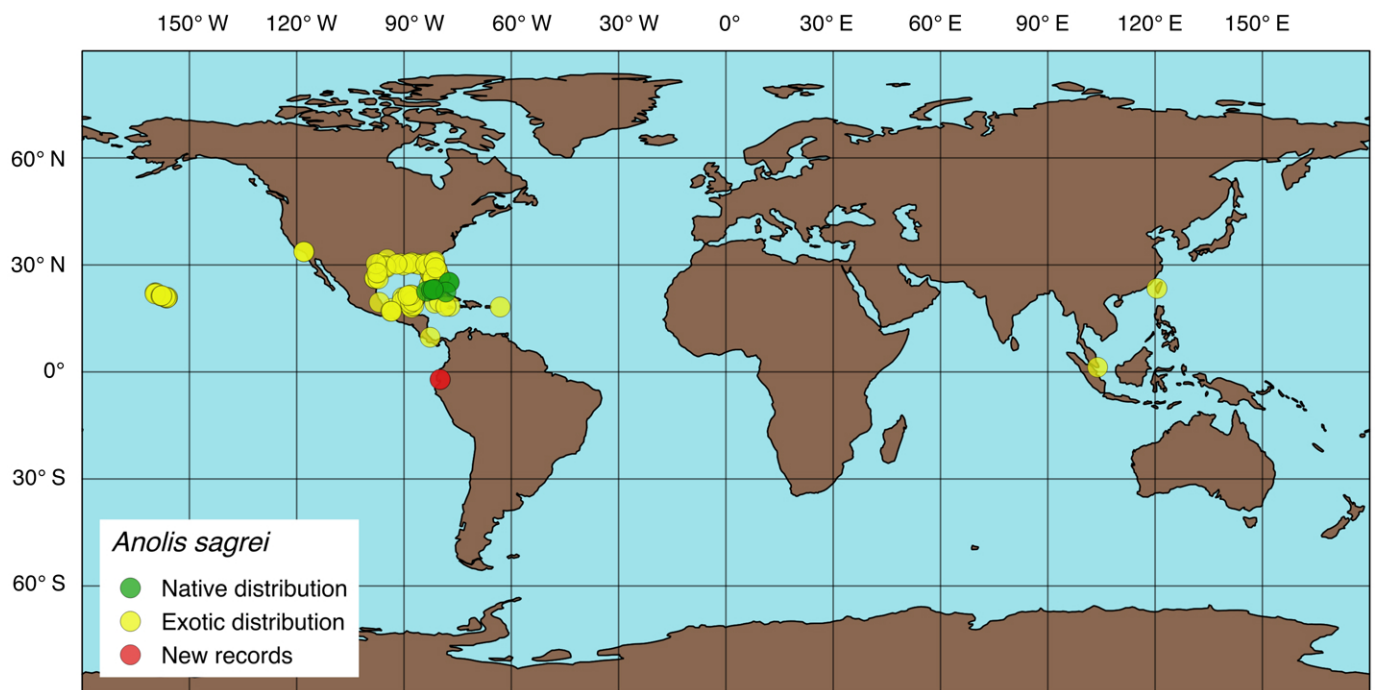 150° W 120° W 90° W 60° W 30° W 0° 30° E 60° E 90° E 120° E 150° E
60° N
30° N
0°
30° S
60° S
Anolis sagrei
Native distribution
Exotic distribution
New records